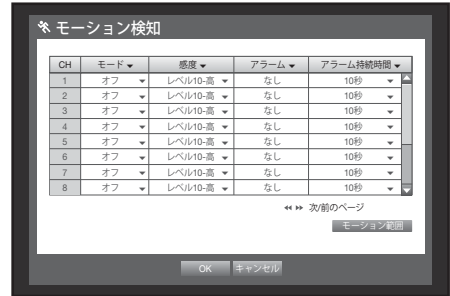 モーション検知
CH モード 感度 アラーム アラーム持続時間
1 オフ レベル10-高 なし 10秒
2 オフ レベル10-高 なし 10秒
3 オフ レベル10-高 なし 10秒
4 オフ レベル10-高 なし 10秒
5 オフ レベル10-高 なし 10秒
6 オフ レベル10-高 なし 10秒
7 オフ レベル10-高 なし 10秒
8 オフ レベル10-高 なし 10秒
次/前のページ
モーション範囲
OK キャンセル